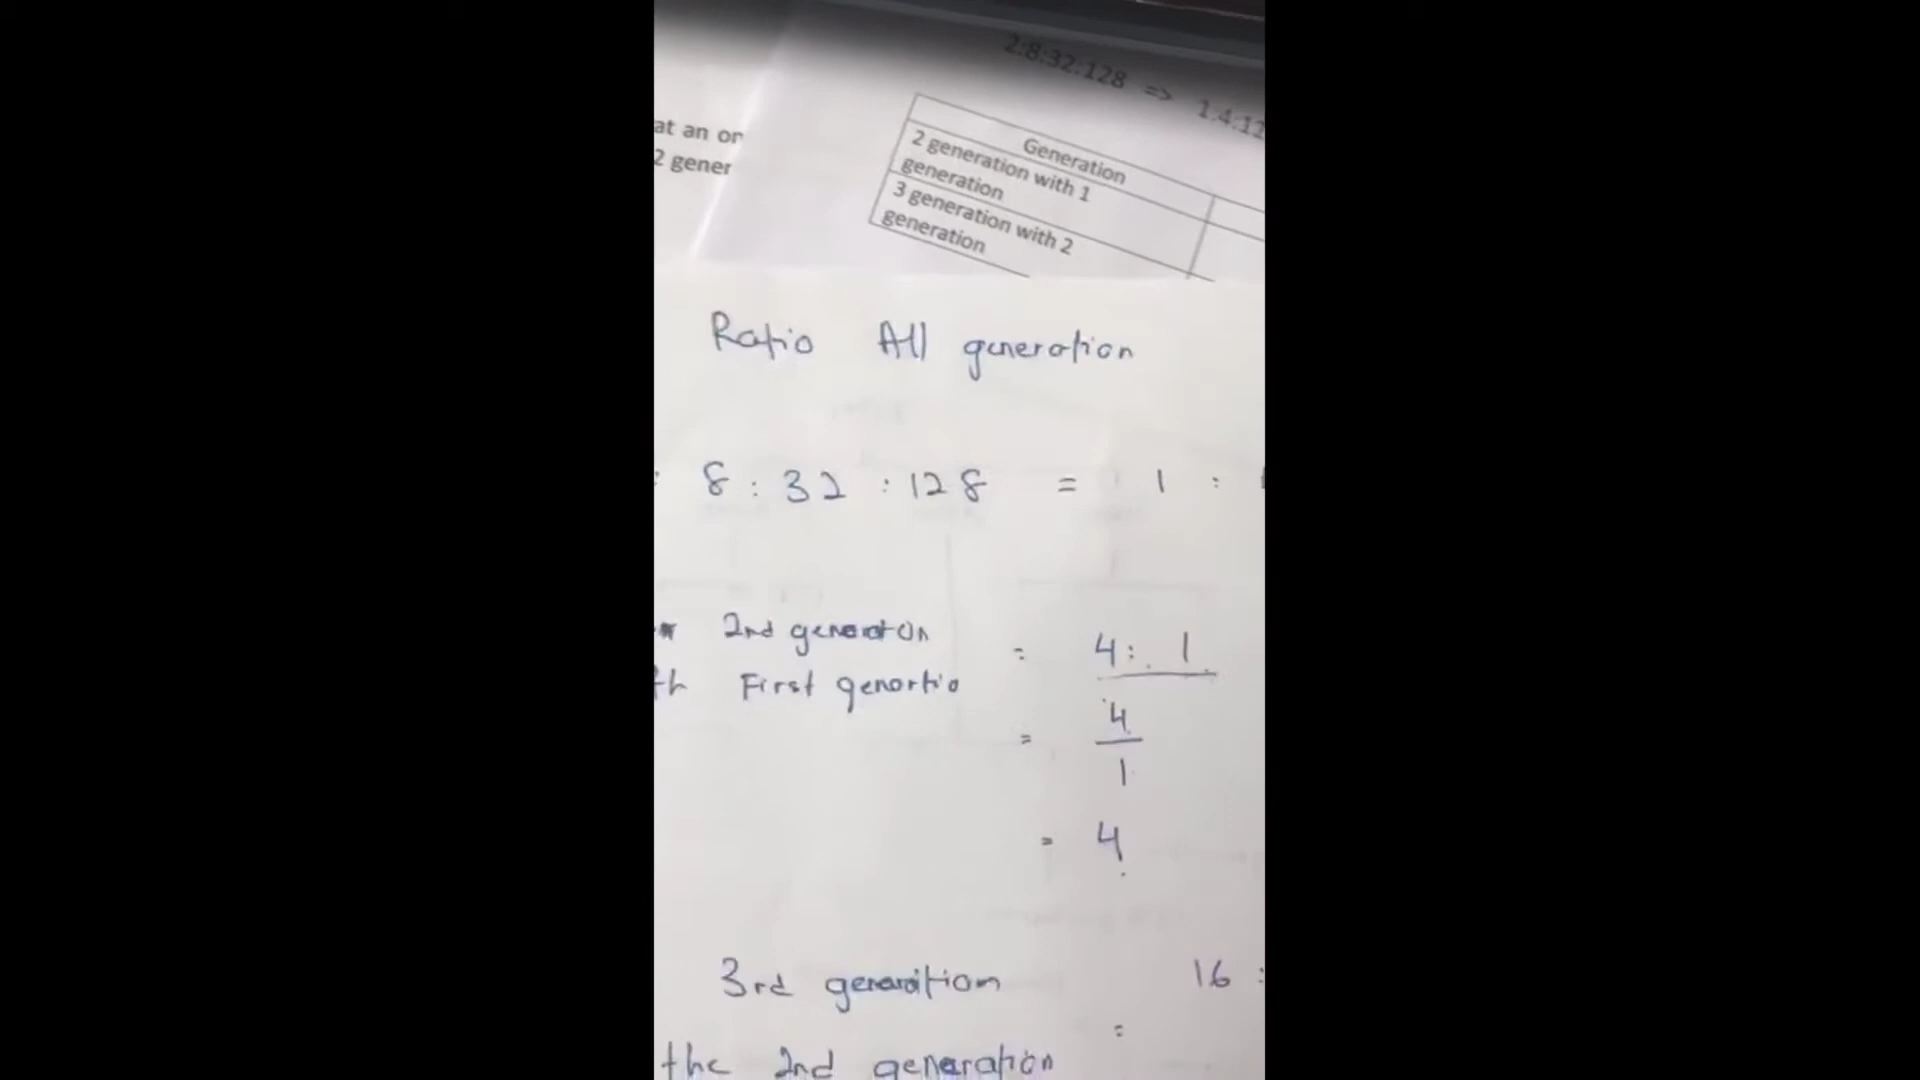 2:8:32:128 => 1:4:1
at an or
2 gener
Generation
2 generation with 1
generation
3 generation with 2
generation
Ratio All generation
: 8 : 32 : 128 = 1 :
2nd generation
th First genortio
= 4 : 1
= 4
1
= 4
3rd generation
= 16 :
the 2nd generation